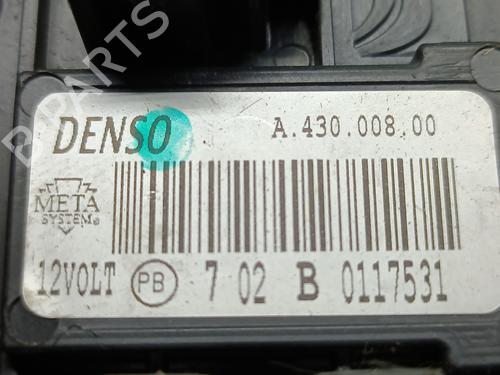 B-PARTS
DENSO A.430.008.00
META
SYSTEM®
12VOLT PB 7 02 B 0117531